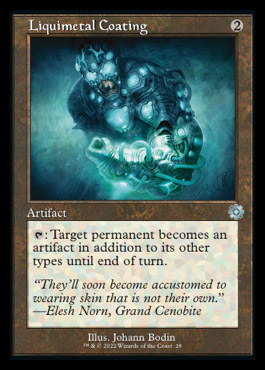 Liquimetal Coating 2
Artifact
: Target permanent becomes an
artifact in addition to its other
types until end of turn.
“They’ll soon become accustomed to
wearing skin that is not their own.”
—Elesh Norn, Grand Cenobite
Illus. Johann Bodin
™ & © 2022 Wizards of the Coast 28